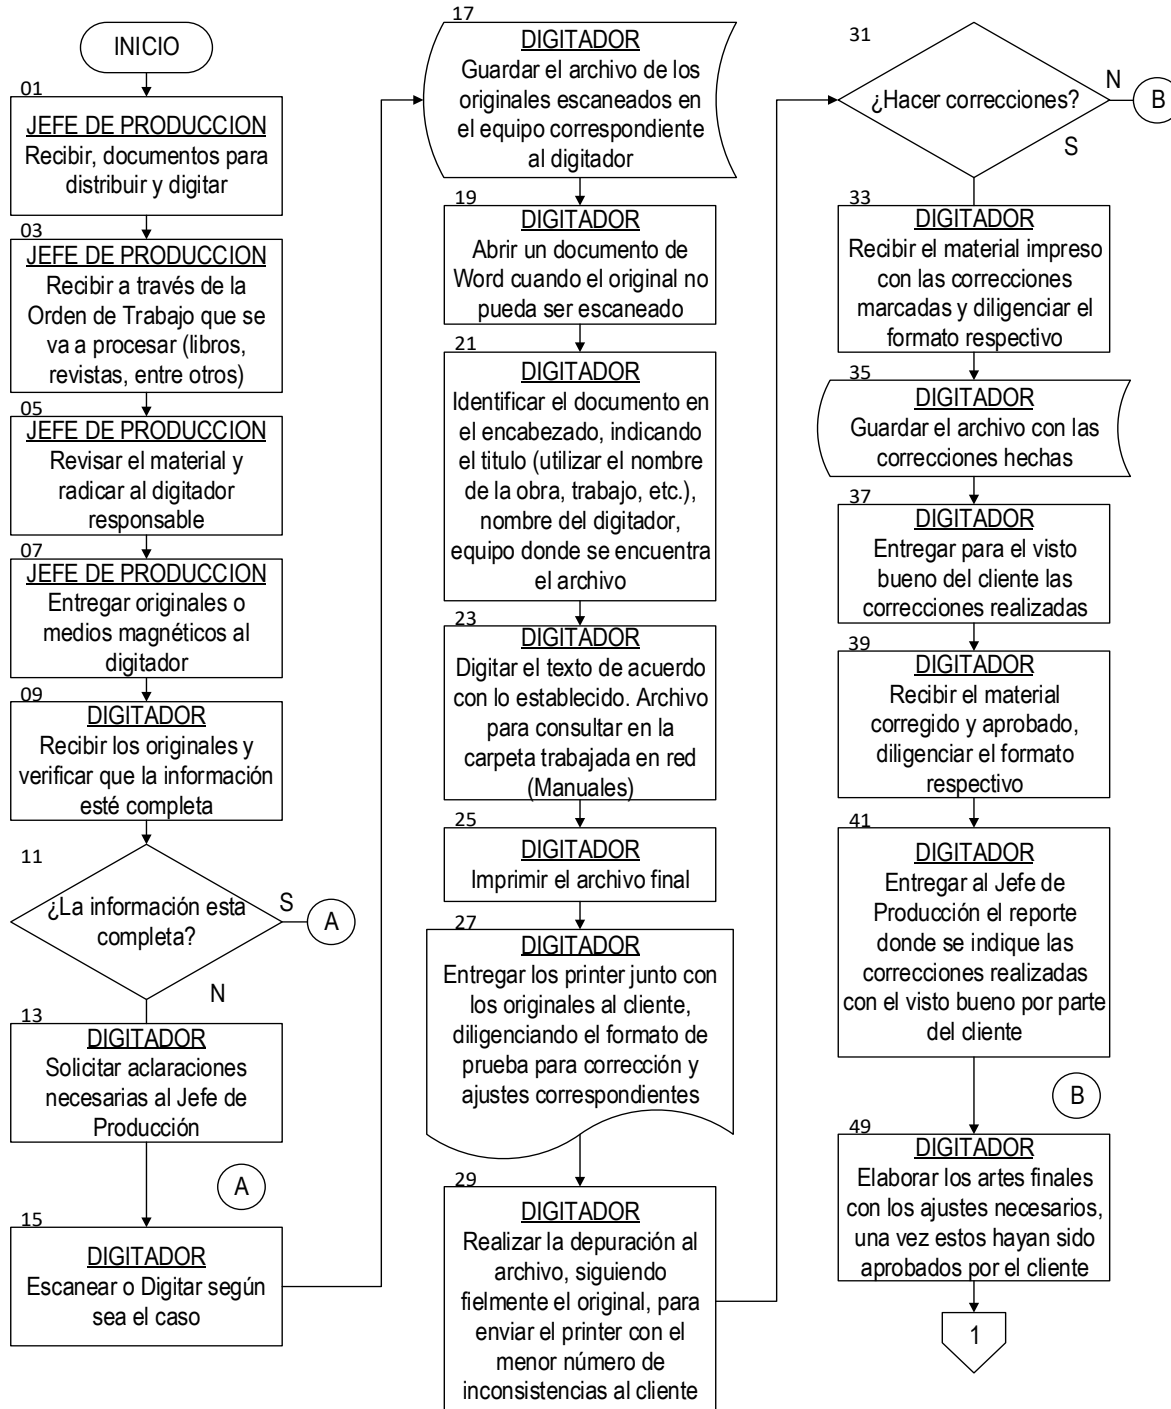 INICIO
01
JEFE DE PRODUCCION
Recibir, documentos para
distribuir y digitar
03
JEFE DE PRODUCCION
Recibir a través de la
Orden de Trabajo que se
va a procesar (libros,
revistas, entre otros)
05
JEFE DE PRODUCCION
Revisar el material y
radicar al digitador
responsable
07
JEFE DE PRODUCCION
Entregar originales o
medios magnéticos al
digitador
09
DIGITADOR
Recibir los originales y
verificar que la información
esté completa
11
¿La información esta
completa?
S
A
N
13
DIGITADOR
Solicitar aclaraciones
necesarias al Jefe de
Producción
A
15
DIGITADOR
Escanear o Digitar según
sea el caso
17
DIGITADOR
Guardar el archivo de los
originales escaneados en
el equipo correspondiente
al digitador
19
DIGITADOR
Abrir un documento de
Word cuando el original no
pueda ser escaneado
21
DIGITADOR
Identificar el documento en
el encabezado, indicando
el titulo (utilizar el nombre
de la obra, trabajo, etc.),
nombre del digitador,
equipo donde se encuentra
el archivo
23
DIGITADOR
Digitar el texto de acuerdo
con lo establecido. Archivo
para consultar en la
carpeta trabajada en red
(Manuales)
25
DIGITADOR
Imprimir el archivo final
27
DIGITADOR
Entregar los printer junto con
los originales al cliente,
diligenciando el formato de
prueba para corrección y
ajustes correspondientes
29
DIGITADOR
Realizar la depuración al
archivo, siguiendo
fielmente el original, para
enviar el printer con el
menor número de
inconsistencias al cliente
31
¿Hacer correcciones?
N
B
S
33
DIGITADOR
Recibir el material impreso
con las correcciones
marcadas y diligenciar el
formato respectivo
35
DIGITADOR
Guardar el archivo con las
correcciones hechas
37
DIGITADOR
Entregar para el visto
bueno del cliente las
correcciones realizadas
39
DIGITADOR
Recibir el material
corregido y aprobado,
diligenciar el formato
respectivo
41
DIGITADOR
Entregar al Jefe de
Producción el reporte
donde se indique las
correcciones realizadas
con el visto bueno por parte
del cliente
B
49
DIGITADOR
Elaborar los artes finales
con los ajustes necesarios,
una vez estos hayan sido
aprobados por el cliente
1